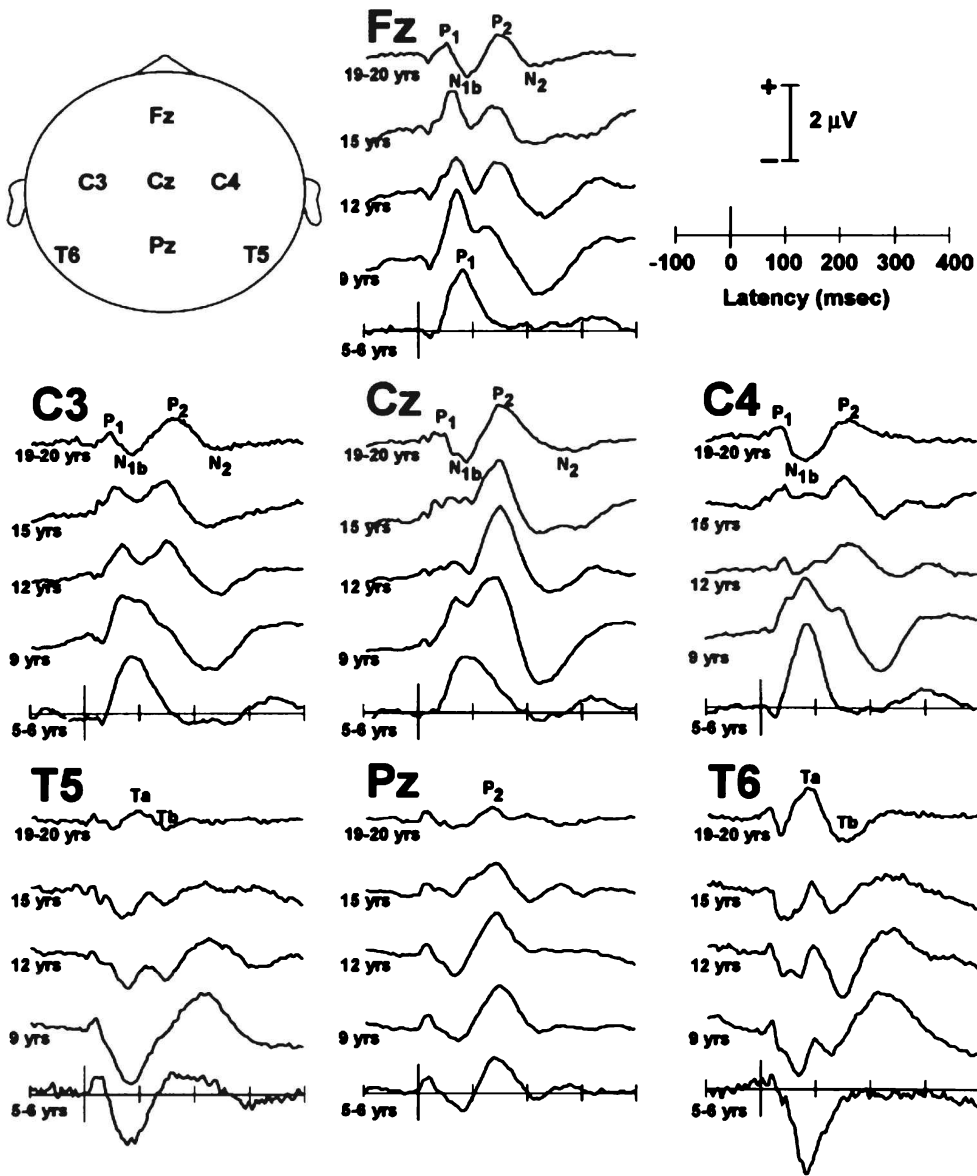 Fz
C3 Cz C4
T6 Pz T5
Fz
P1 P2
19-20 yrs N1b N2
15 yrs
12 yrs
9 yrs
P1
5-6 yrs
+
2 μV
−
-100 0 100 200 300 400
Latency (msec)
C3
P1 P2
19-20 yrs N1b N2
15 yrs
12 yrs
9 yrs
5-6 yrs
Cz
P1 P2
19-20 yrs N1b N2
15 yrs
12 yrs
9 yrs
5-6 yrs
C4
P1 P2
19-20 yrs N1b
15 yrs
12 yrs
9 yrs
5-6 yrs
T5
Ta Tb
19-20 yrs
15 yrs
12 yrs
9 yrs
5-6 yrs
Pz
P2
19-20 yrs
15 yrs
12 yrs
9 yrs
5-6 yrs
T6
Ta
19-20 yrs Tb
15 yrs
12 yrs
9 yrs
5-6 yrs